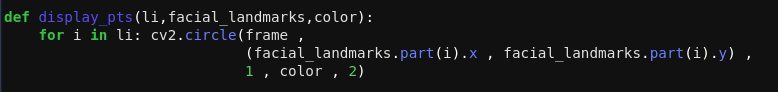 def display_pts(li,facial_landmarks,color):
    for i in li: cv2.circle(frame ,
                            (facial_landmarks.part(i).x , facial_landmarks.part(i).y) ,
                            1 , color , 2)